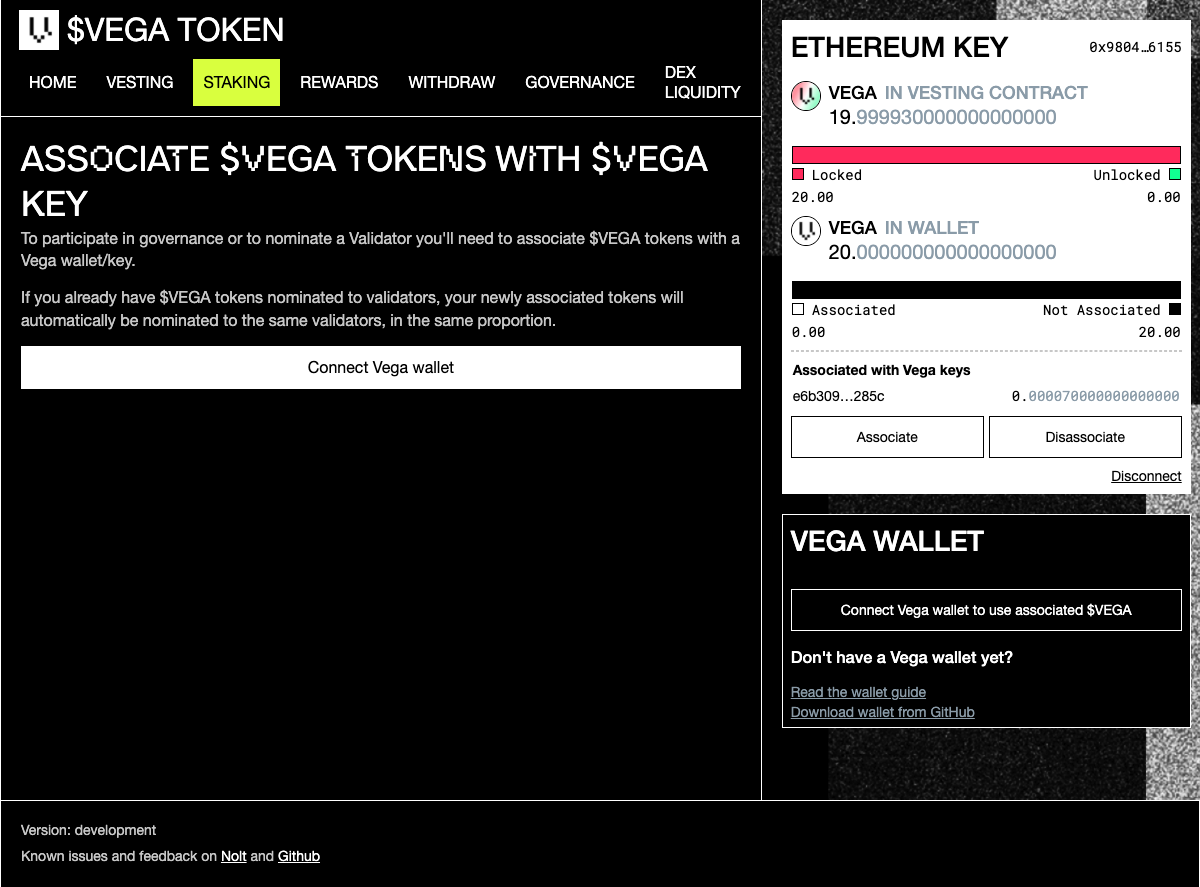 $VEGA TOKEN
HOME VESTING STAKING REWARDS WITHDRAW GOVERNANCE DEX
LIQUIDITY
ASSOCIATE $VEGA TOKENS WITH $VEGA
KEY
To participate in governance or to nominate a Validator you'll need to associate $VEGA tokens with a
Vega wallet/key.
If you already have $VEGA tokens nominated to validators, your newly associated tokens will
automatically be nominated to the same validators, in the same proportion.
Connect Vega wallet
ETHEREUM KEY 0x9804…6155
VEGA IN VESTING CONTRACT
19.999930000000000000
Locked Unlocked
20.00 0.00
VEGA IN WALLET
20.000000000000000000
Associated Not Associated
0.00 20.00
Associated with Vega keys
e6b309…285c 0.000070000000000000
Associate Disassociate
Disconnect
VEGA WALLET
Connect Vega wallet to use associated $VEGA
Don't have a Vega wallet yet?
Read the wallet guide
Download wallet from GitHub
Version: development
Known issues and feedback on Nolt and Github